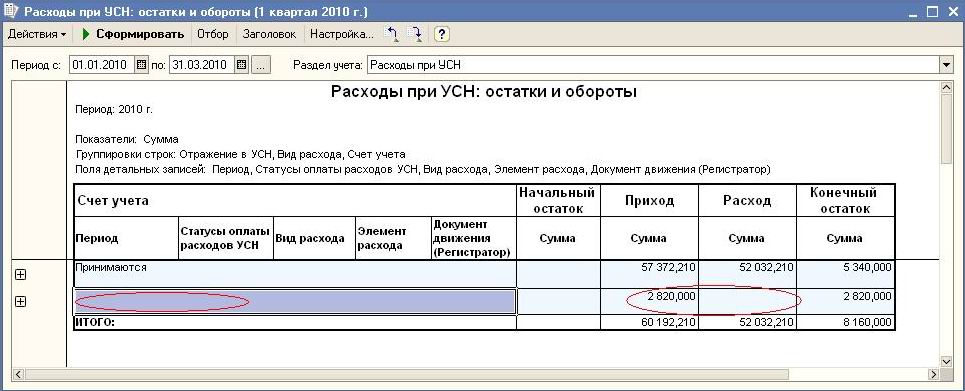 Расходы при УСН: остатки и обороты (1 квартал 2010 г.)
Действия Сформировать Отбор Заголовок Настройка... ?
Период с: 01.01.2010 по: 31.03.2010 ... Раздел учета: Расходы при УСН
Расходы при УСН: остатки и обороты
Период: 2010 г.
Показатели: Сумма
Группировки строк: Отражение в УСН, Вид расхода, Счет учета
Поля детальных записей: Период, Статусы оплаты расходов УСН, Вид расхода, Элемент расхода, Документ движения (Регистратор)
Счет учета Начальный остаток Приход Расход Конечный остаток
Период Статусы оплаты расходов УСН Вид расхода Элемент расхода Документ движения (Регистратор) Сумма Сумма Сумма Сумма
Принимаются 57 372,210 52 032,210 5 340,000
2 820,000 2 820,000
ИТОГО: 60 192,210 52 032,210 8 160,000